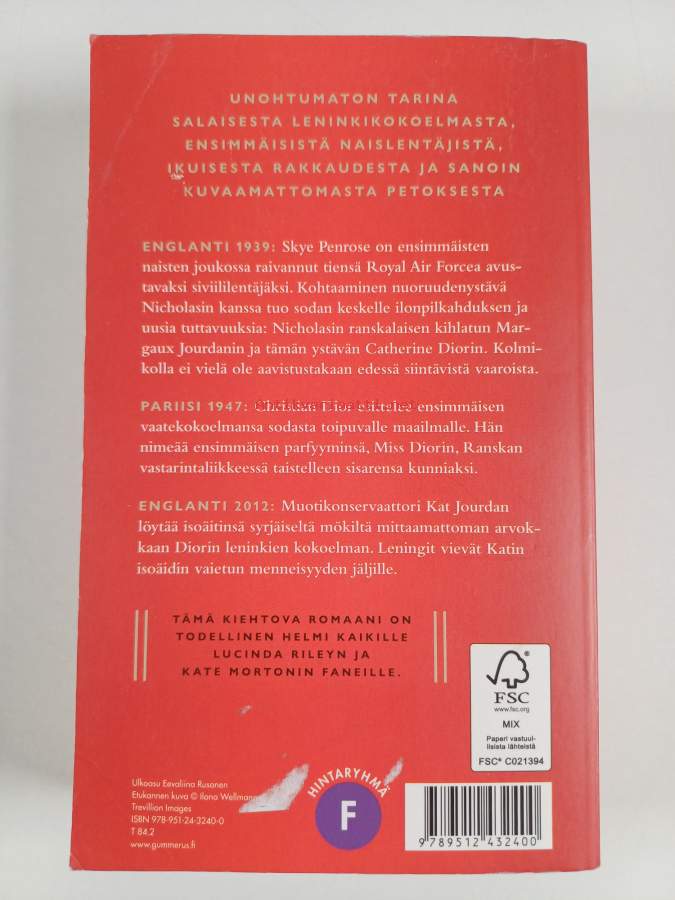 UNOHTUMATON TARINA
SALAISESTA LENINKIKOKOELMASTA,
ENSIMMÄISISTÄ NAISLENTÄJISTÄ,
IKUISESTA RAKKAUDESTA JA SANOIN
KUVAAMATTOMASTA PETOKSESTA
ENGLANTI 1939: Skye Penrose on ensimmäisten
naisten joukossa raivannut tiensä Royal Air Forcea avus-
tavaksi siviililentäjäksi. Kohtaaminen nuoruudenystävä
Nicholasin kanssa tuo sodan keskelle ilonpilkahduksen ja
uusia tuttavuuksia: Nicholasin ranskalaisen kihlatun Mar-
gaux Jourdanin ja tämän ystävän Catherine Diorin. Kolmi-
kolla ei vielä ole aavistustakaan edessä siintävistä vaaroista.
PARIISI 1947: Christian Dior esittelee ensimmäisen
vaatekokoelmansa sodasta toipuvalle maailmalle. Hän
nimeää ensimmäisen parfyyminsä, Miss Diorin, Ranskan
vastarintaliikkeessä taistelleen sisarensa kunniaksi.
ENGLANTI 2012: Muotikonservaattori Kat Jourdan
löytää isoäitinsä syrjäiseltä mökiltä mittaamattoman arvok-
kaan Diorin leninkien kokoelman. Leningit vievät Katin
isoäidin vaietun menneisyyden jäljille.
TÄMÄ KIEHTOVA ROMAANI ON
TODELLINEN HELMI KAIKILLE
LUCINDA RILEYN JA
KATE MORTONIN FANEILLE.
FSC
www.fsc.org
MIX
Paperi vastuul-
lisista lähteistä
FSC® C021394
Ulkoasu Eevaliina Rusanen
Etukannen kuva © Ilona Wellmann
Trevillion Images
ISBN 978-951-24-3240-0
T 84.2
www.gummerus.fi
HINTARYHMÄ
F
9 789512 432400